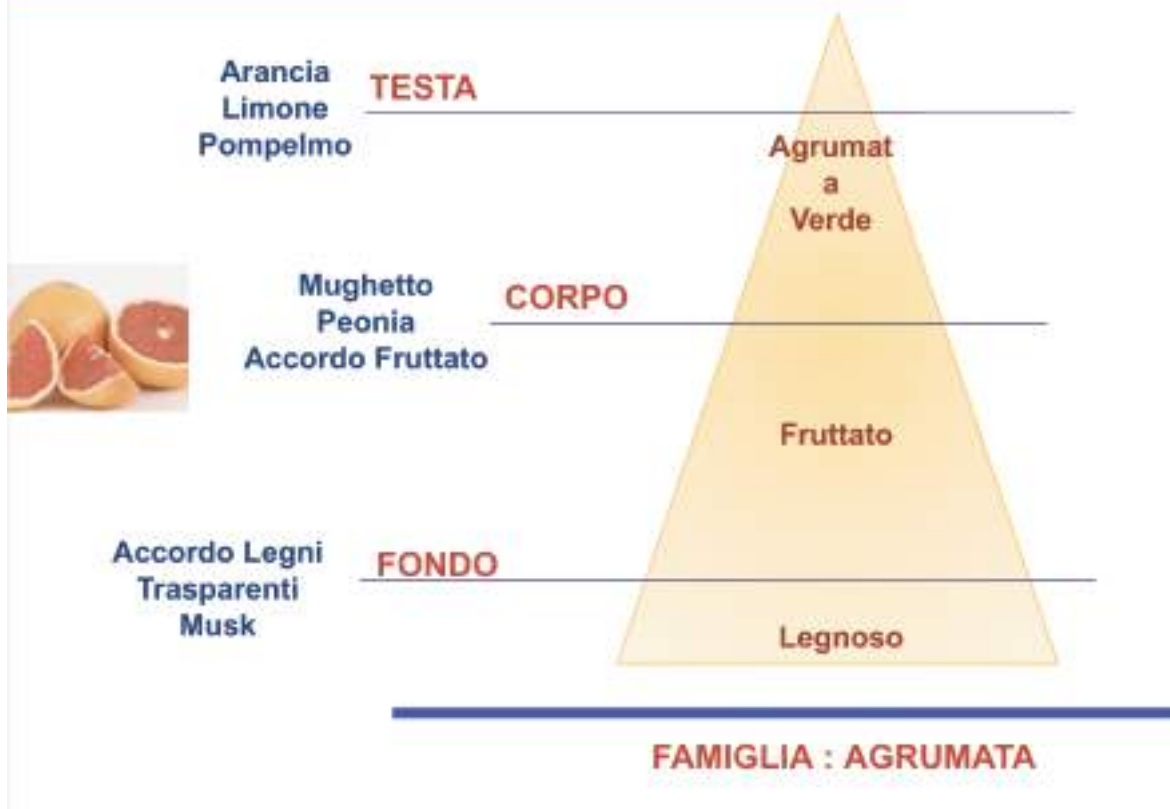 Arancia
Limone
Pompelmo
TESTA
Agrumat
a
Verde
Mughetto
Peonia
Accordo Fruttato
CORPO
Fruttato
Accordo Legni
Trasparenti
Musk
FONDO
Legnoso
FAMIGLIA : AGRUMATA